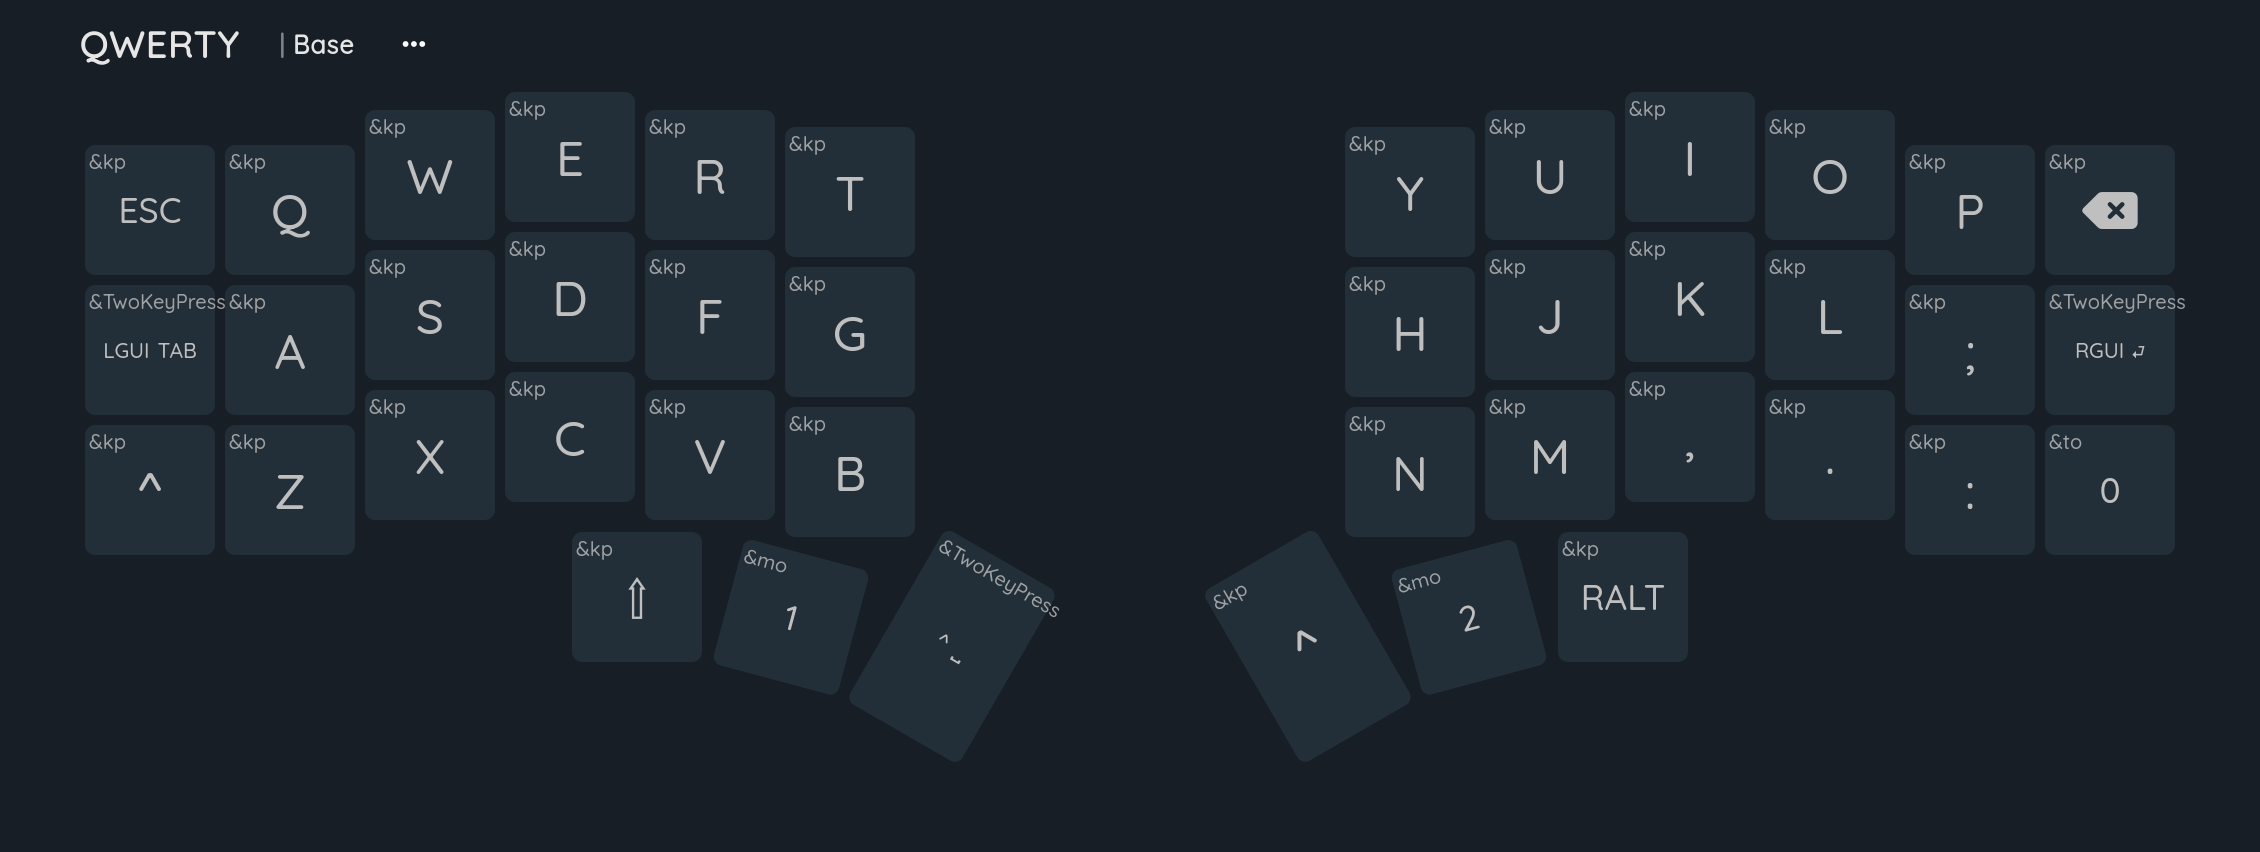 QWERTY | Base •••
&kp &kp &kp &kp &kp &kp &kp &kp &kp &kp &kp &kp
ESC Q W E R T Y U I O P
&TwoKeyPress &kp &kp &kp &kp &kp &kp &kp &kp &kp &kp &TwoKeyPress
LGUI TAB A S D F G H J K L ; RGUI ⏎
&kp &kp &kp &kp &kp &kp &kp &kp &kp &kp &kp &to
^ Z X C V B N M , . : 0
&kp &mo &TwoKeyPress &kp &mo &kp
⇧ 1 ^ ⎵ ^ 2 RALT